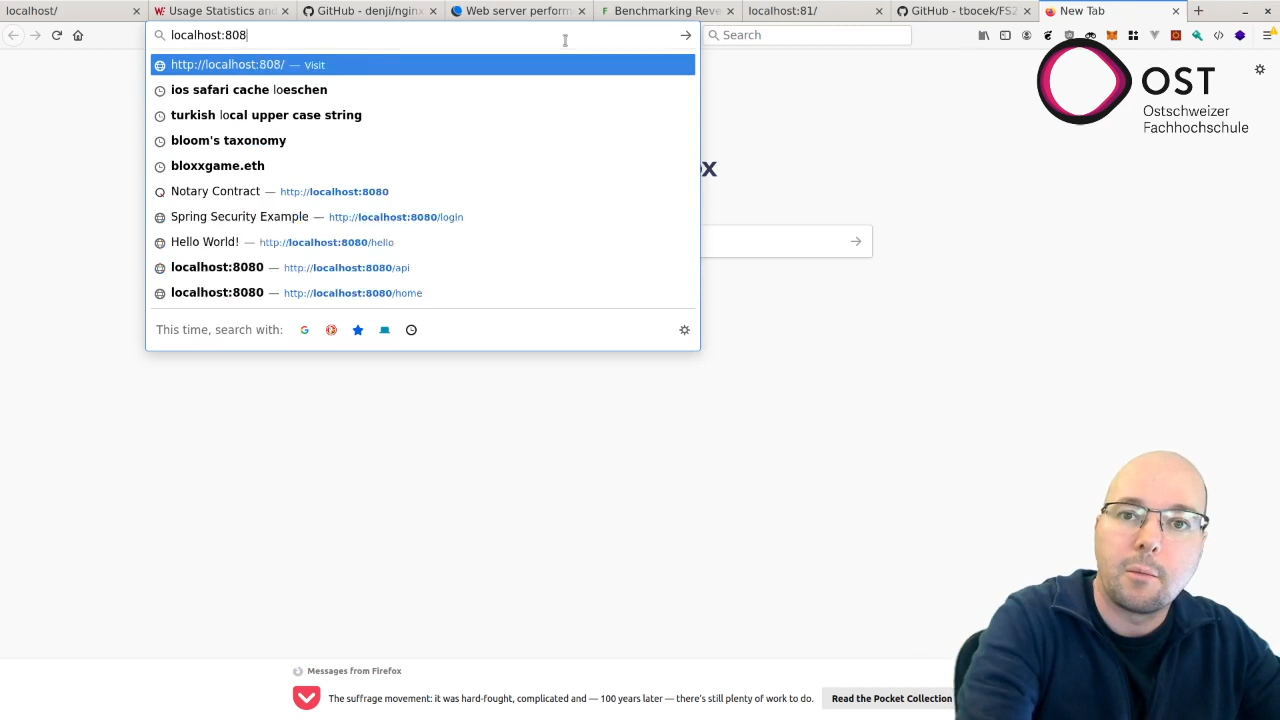 localhost/
Usage Statistics and
GitHub - denji/nginx
Web server perform
Benchmarking Reve
localhost:81/
GitHub - tbocek/FS2
New Tab
localhost:808
Search
http://localhost:808/ — Visit
ios safari cache loeschen
turkish local upper case string
bloom's taxonomy
bloxxgame.eth
Notary Contract — http://localhost:8080
Spring Security Example — http://localhost:8080/login
Hello World! — http://localhost:8080/hello
localhost:8080 — http://localhost:8080/api
localhost:8080 — http://localhost:8080/home
This time, search with:
OST
Ostschweizer
Fachhochschule
ox
Messages from Firefox
The suffrage movement: it was hard-fought, complicated and — 100 years later — there's still plenty of work to do.
Read the Pocket Collection